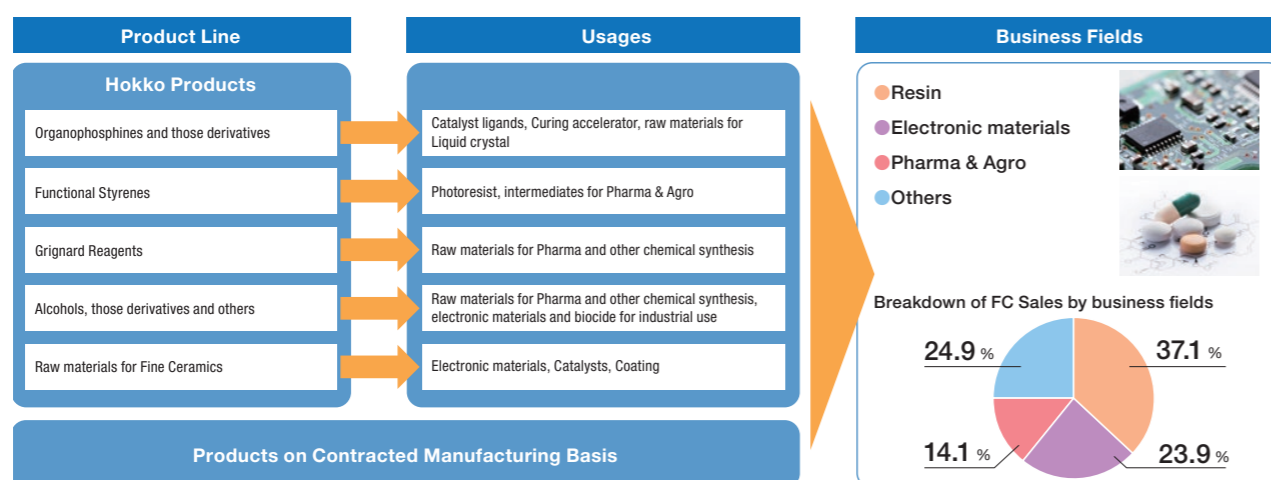 Product Line
Usages
Business Fields
Hokko Products
Organophosphines and those derivatives
Catalyst ligands, Curing accelerator, raw materials for
Liquid crystal
Functional Styrenes
Photoresist, intermediates for Pharma & Agro
Grignard Reagents
Raw materials for Pharma and other chemical synthesis
Alcohols, those derivatives and others
Raw materials for Pharma and other chemical synthesis,
electronic materials and biocide for industrial use
Raw materials for Fine Ceramics
Electronic materials, Catalysts, Coating
Products on Contracted Manufacturing Basis
Resin
Electronic materials
Pharma & Agro
Others
Breakdown of FC Sales by business fields
24.9 %
37.1 %
14.1 %
23.9 %